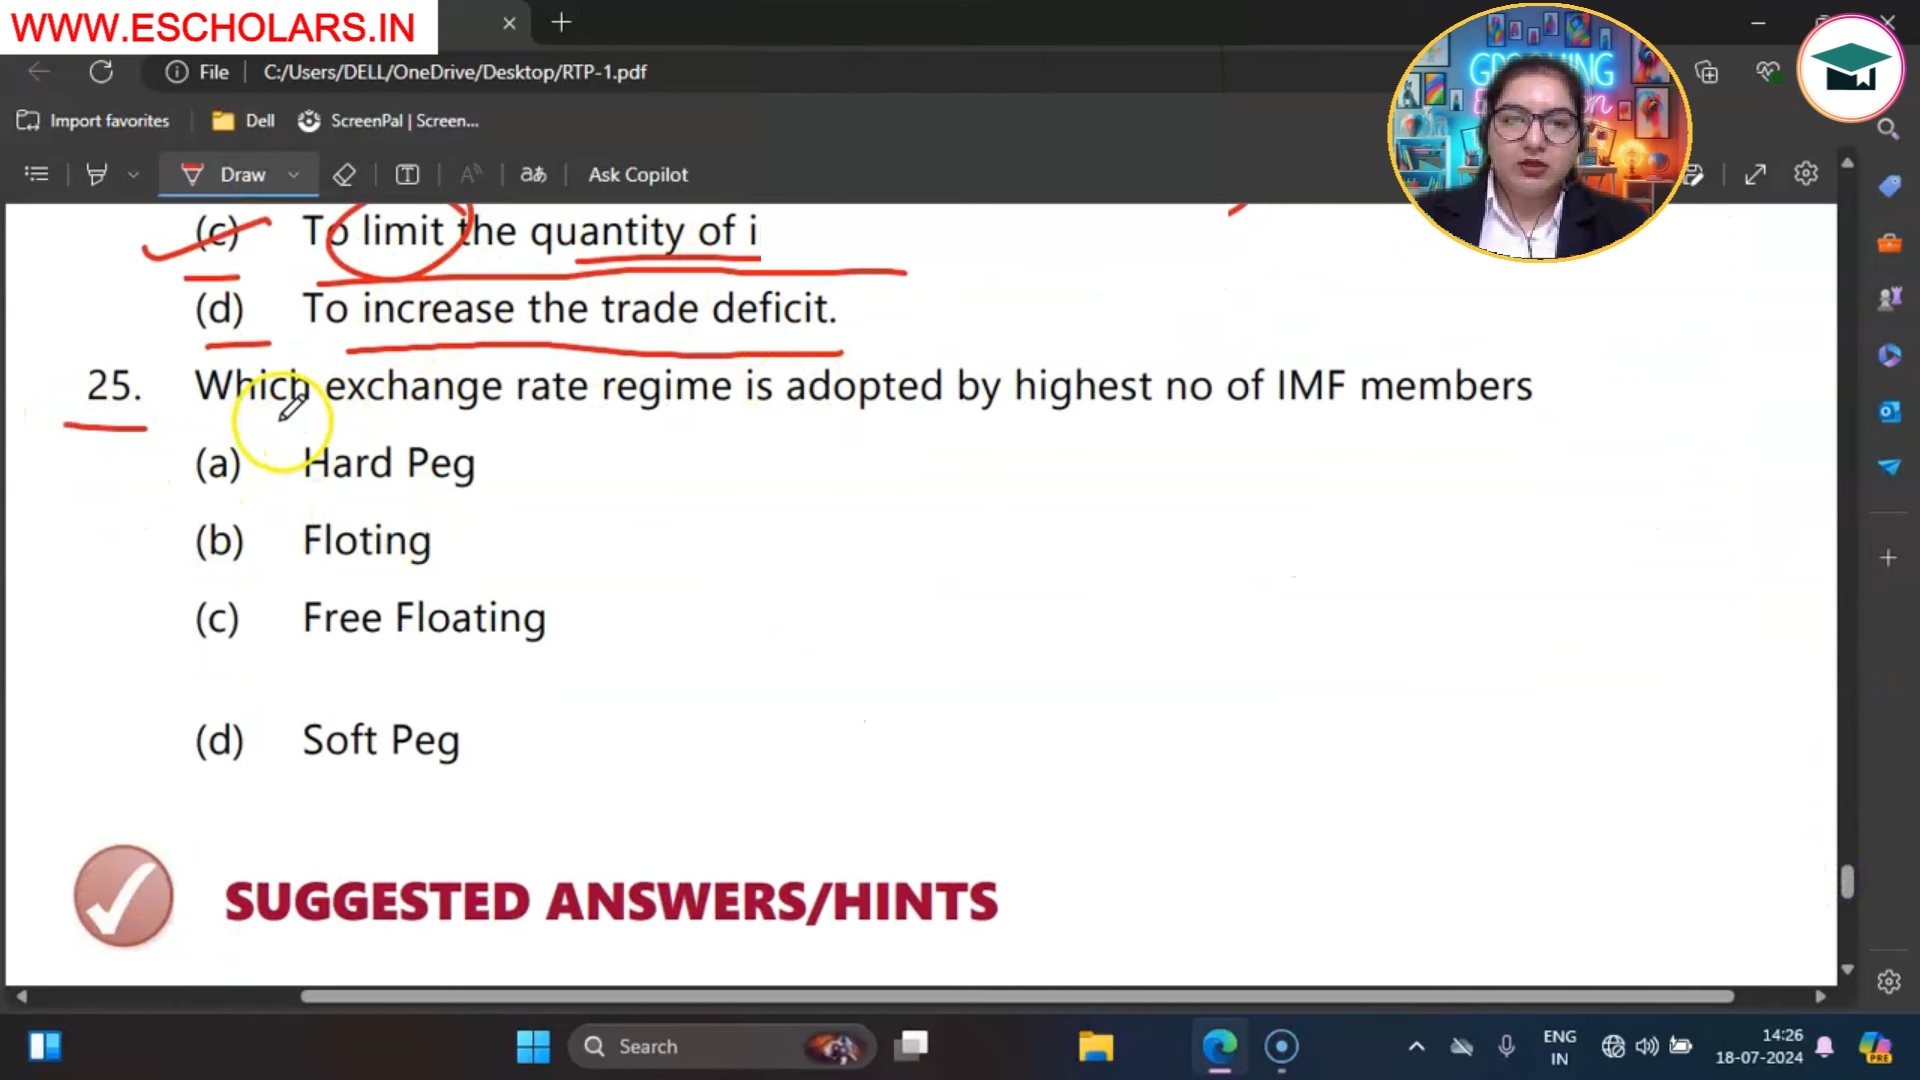 WWW.ESCHOLARS.IN
File C:/Users/DELL/OneDrive/Desktop/RTP-1.pdf
Import favorites Dell ScreenPal | Screen...
Draw aあ Ask Copilot
(c) To limit the quantity of i
(d) To increase the trade deficit.
25. Which exchange rate regime is adopted by highest no of IMF members
(a) Hard Peg
(b) Floting
(c) Free Floating
(d) Soft Peg
SUGGESTED ANSWERS/HINTS
Search
ENG
IN
14:26
18-07-2024
PRE